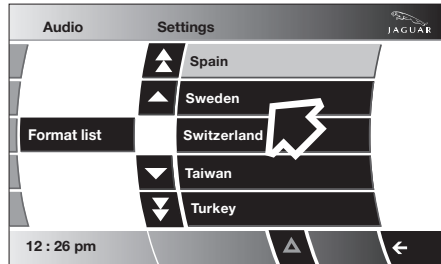 Audio Settings
JAGUAR
Spain
Sweden
Format list
Switzerland
Taiwan
Turkey
12 : 26 pm